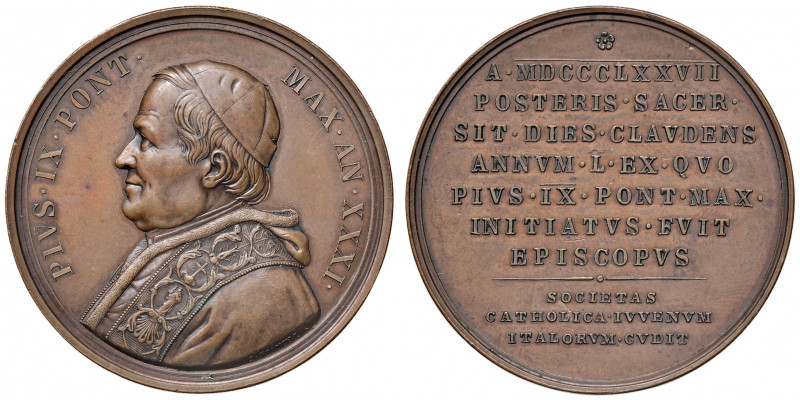 PIVS · IX · PONT · MAX · AN · XXXI ·
A · MDCCCLXXVII
POSTERIS · SACER ·
SIT · DIES · CLAVDENS
ANNVM · L · EX · QVO
PIVS · IX · PONT · MAX ·
INITIATVS · FVIT
EPISCOPVS
SOCIETAS
CATHOLICA · IVVENVM
ITALORVM · CVDIT